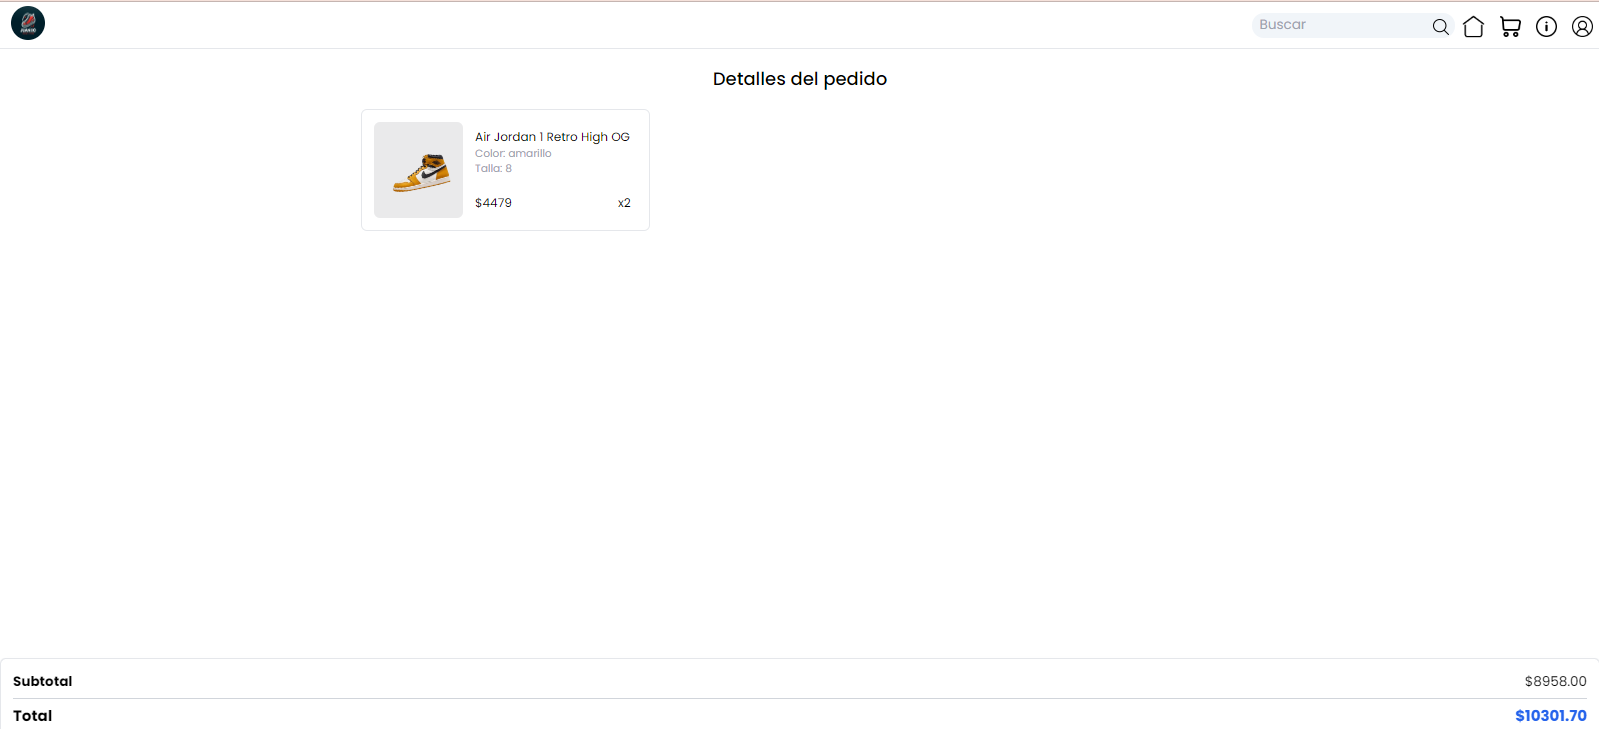 Buscar
Detalles del pedido
Air Jordan 1 Retro High OG
Color: amarillo
Talla: 8
$4479 x2
Subtotal $8958.00
Total $10301.70